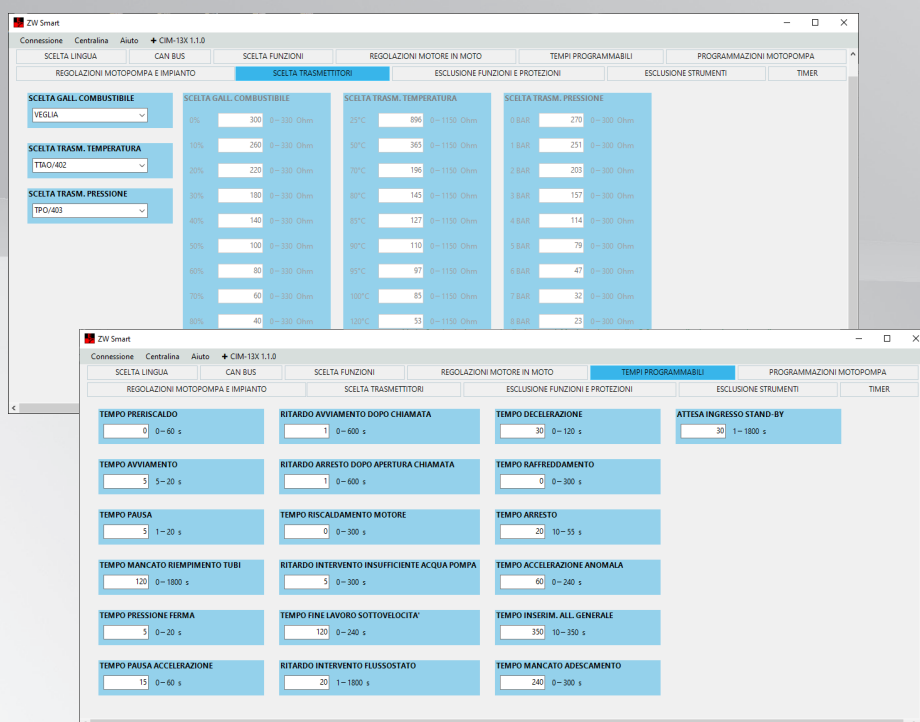 ZW Smart
Connessione Centralina Aiuto + CIM-13X 1.1.0
SCELTA LINGUA CAN BUS SCELTA FUNZIONI REGOLAZIONI MOTORE IN MOTO TEMPI PROGRAMMABILI PROGRAMMAZIONI MOTOPOMPA
REGOLAZIONI MOTOPOMPA E IMPIANTO SCELTA TRASMETTITORI ESCLUSIONE FUNZIONI E PROTEZIONI ESCLUSIONE STRUMENTI TIMER
SCELTA GALL. COMBUSTIBILE
VEGLIA
SCELTA TRASM. TEMPERATURA
TTAO/402
SCELTA TRASM. PRESSIONE
TPO/403
SCELTA GALL. COMBUSTIBILE
0% 300 0~330 Ohm
10% 260 0~330 Ohm
20% 220 0~330 Ohm
30% 180 0~330 Ohm
40% 140 0~330 Ohm
50% 100 0~330 Ohm
60% 80 0~330 Ohm
70% 60 0~330 Ohm
80% 40 0~330 Ohm
SCELTA TRASM. TEMPERATURA
25°C 896 0~1150 Ohm
50°C 365 0~1150 Ohm
70°C 196 0~1150 Ohm
80°C 145 0~1150 Ohm
85°C 127 0~1150 Ohm
90°C 110 0~1150 Ohm
95°C 97 0~1150 Ohm
100°C 85 0~1150 Ohm
120°C 53 0~1150 Ohm
SCELTA TRASM. PRESSIONE
0 BAR 270 0~300 Ohm
1 BAR 251 0~300 Ohm
2 BAR 203 0~300 Ohm
3 BAR 157 0~300 Ohm
4 BAR 114 0~300 Ohm
5 BAR 79 0~300 Ohm
6 BAR 47 0~300 Ohm
7 BAR 32 0~300 Ohm
8 BAR 23 0~300 Ohm
ZW Smart
Connessione Centralina Aiuto + CIM-13X 1.1.0
SCELTA LINGUA CAN BUS SCELTA FUNZIONI REGOLAZIONI MOTORE IN MOTO TEMPI PROGRAMMABILI PROGRAMMAZIONI MOTOPOMPA
REGOLAZIONI MOTOPOMPA E IMPIANTO SCELTA TRASMETTITORI ESCLUSIONE FUNZIONI E PROTEZIONI ESCLUSIONE STRUMENTI TIMER
TEMPO PRERISCALDO
0 0~60 s
TEMPO AVVIAMENTO
5 5~20 s
TEMPO PAUSA
5 1~20 s
TEMPO MANCATO RIEMPIMENTO TUBI
120 0~1800 s
TEMPO PRESSIONE FERMA
5 0~20 s
TEMPO PAUSA ACCELERAZIONE
15 0~60 s
RITARDO AVVIAMENTO DOPO CHIAMATA
1 0~600 s
RITARDO ARRESTO DOPO APERTURA CHIAMATA
1 0~600 s
TEMPO RISCALDAMENTO MOTORE
0 0~300 s
RITARDO INTERVENTO INSUFFICIENTE ACQUA POMPA
5 0~300 s
TEMPO FINE LAVORO SOTTOVELOCITA'
120 0~240 s
RITARDO INTERVENTO FLUSSOSTATO
20 1~1800 s
TEMPO DECELERAZIONE
30 0~120 s
TEMPO RAFFREDDAMENTO
0 0~300 s
TEMPO ARRESTO
20 10~55 s
TEMPO ACCELERAZIONE ANOMALA
60 0~240 s
TEMPO INSERIM. ALL. GENERALE
350 10~350 s
TEMPO MANCATO ADESCAMENTO
240 0~300 s
ATTESA INGRESSO STAND-BY
30 1~1800 s